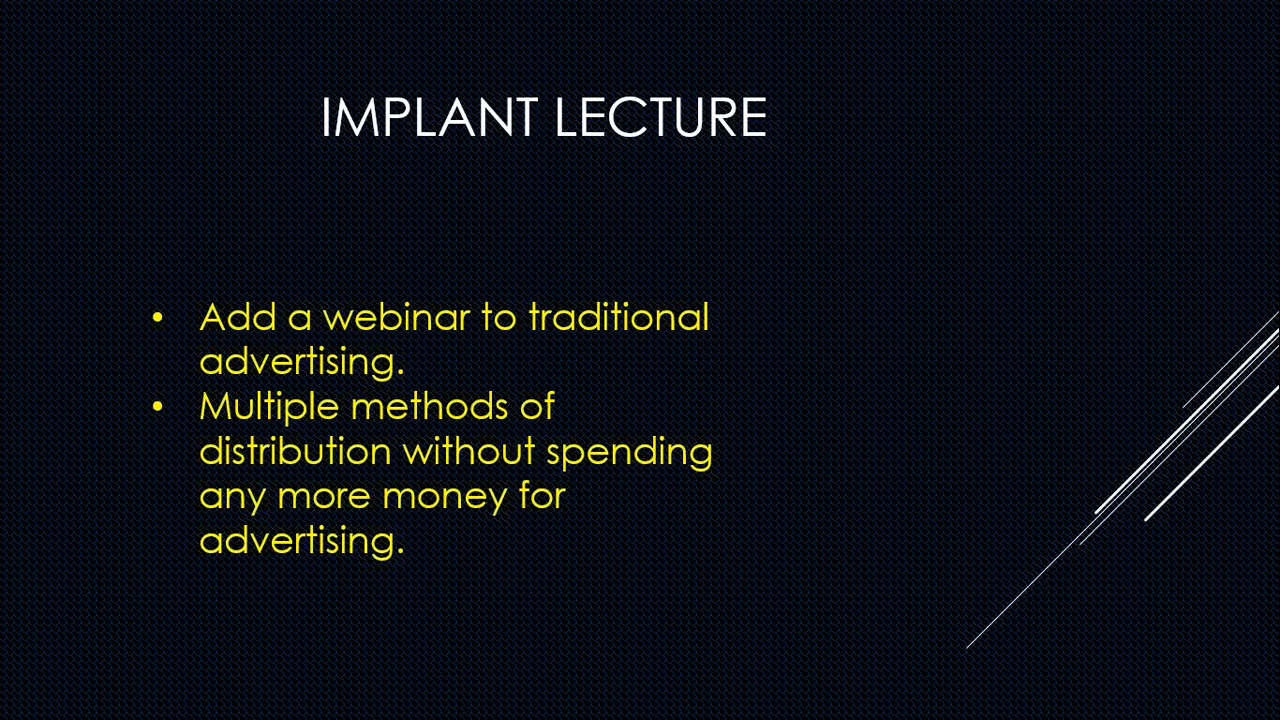 IMPLANT LECTURE
• Add a webinar to traditional
advertising.
• Multiple methods of
distribution without spending
any more money for
advertising.